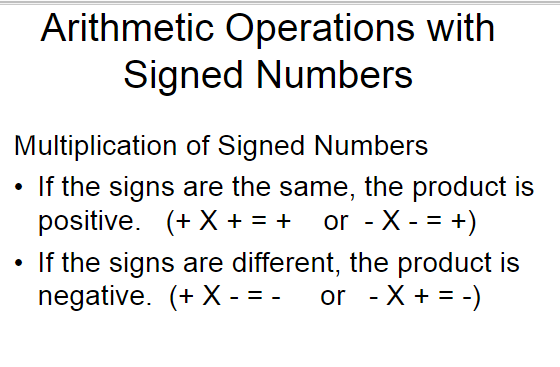 Arithmetic Operations with
Signed Numbers
Multiplication of Signed Numbers
• If the signs are the same, the product is
positive. (+ X + = + or - X - = +)
• If the signs are different, the product is
negative. (+ X - = - or - X + = -)